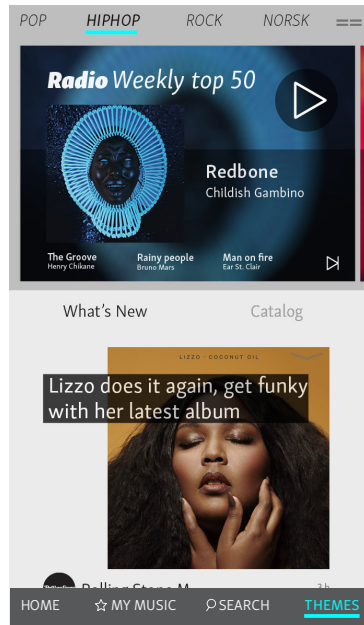 POP HIPHOP ROCK NORSK
Radio Weekly top 50
Redbone
Childish Gambino
The Groove Rainy people Man on fire
Henry Chikane Bruno Mars Ear St. Clair
What's New Catalog
LIZZO · COCONUT OIL
Lizzo does it again, get funky
with her latest album
HOME MY MUSIC SEARCH THEMES